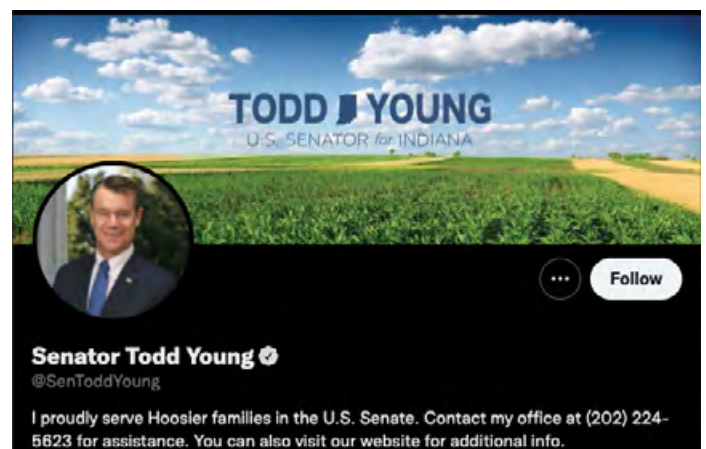 TODD YOUNG
U.S. SENATOR for INDIANA
Follow
Senator Todd Young
@SenToddYoung
I proudly serve Hoosier families in the U.S. Senate. Contact my office at (202) 224-
5623 for assistance. You can also visit our website for additional info.